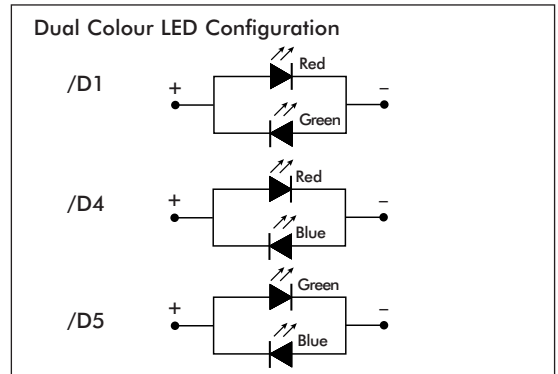 Dual Colour LED Configuration
/D1
+
Red
Green
–
/D4
+
Red
Blue
–
/D5
+
Green
Blue
–